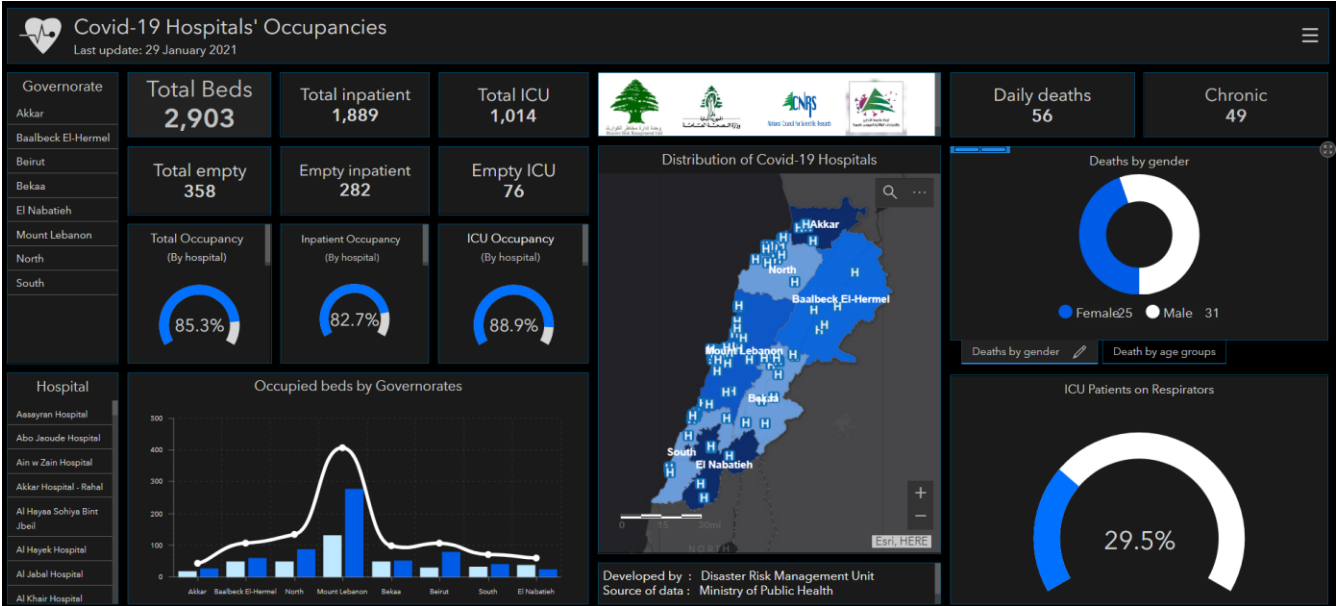 Covid-19 Hospitals' Occupancies
Last update: 29 January 2021
Governorate
Akkar
Baalbeck El-Hermel
Beirut
Bekaa
El Nabatieh
Mount Lebanon
North
South
Total Beds
2,903
Total inpatient
1,889
Total ICU
1,014
Total empty
358
Empty inpatient
282
Empty ICU
76
Total Occupancy
(By hospital)
85.3%
Inpatient Occupancy
(By hospital)
82.7%
ICU Occupancy
(By hospital)
88.9%
CNRS
Distribution of Covid-19 Hospitals
Akkar
North
Baalbeck El-Hermel
Mount Lebanon
Bekaa
South
El Nabatieh
0 15 30mi
NORTH
Esri, HERE
Developed by : Disaster Risk Management Unit
Source of data : Ministry of Public Health
Daily deaths
56
Chronic
49
Deaths by gender
Female25 Male 31
Deaths by gender
Death by age groups
ICU Patients on Respirators
29.5%
Hospital
Aasayran Hospital
Abo Jaoude Hospital
Ain w Zain Hospital
Akkar Hospital - Rahal
Al Hayaa Sohiya Bint
Jbeil
Al Hayek Hospital
Al Jabal Hospital
Al Khair Hospital
Occupied beds by Governorates
500
400
300
200
100
0
Akkar Baalbeck El-Hermel North Mount Lebanon Bekaa Beirut South El Nabatieh